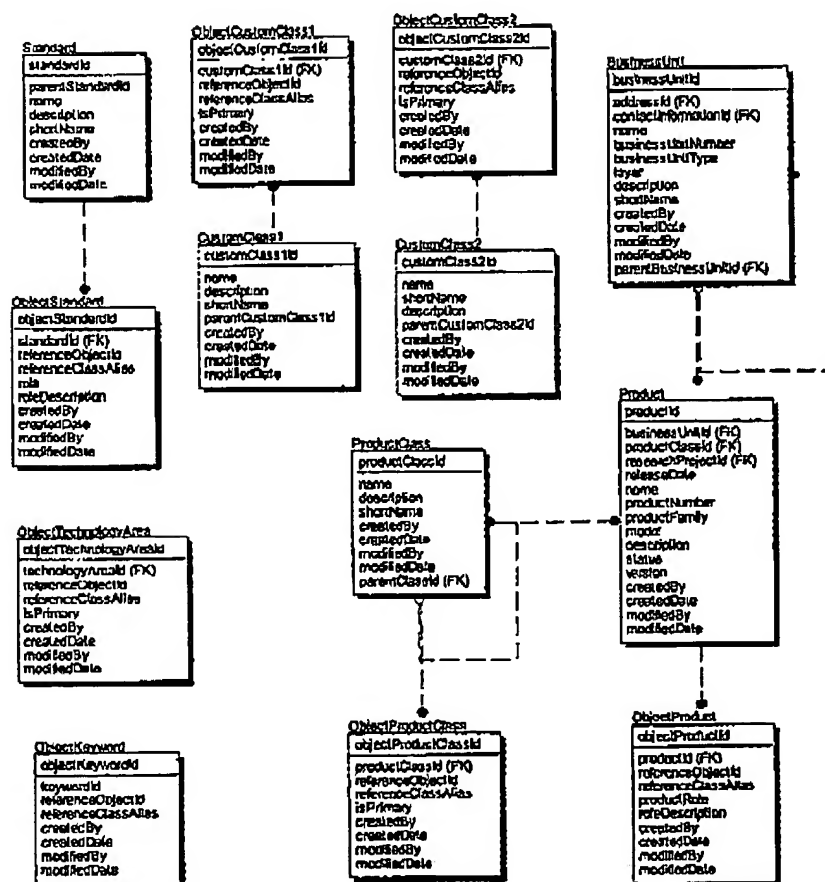 Standard
standardId
parentStandardId
name
description
shortName
createdBy
createdDate
modifiedBy
modifiedDate
ObjectCustomClass1
objectCustomClass1Id
customClass1Id (FK)
referenceObjectId
referenceClassAlias
isPrimary
createdBy
createdDate
modifiedBy
modifiedDate
ObjectCustomClass2
objectCustomClass2Id
customClass2Id (FK)
referenceObjectId
referenceClassAlias
isPrimary
createdBy
createdDate
modifiedBy
modifiedDate
BusinessUnit
businessUnitId
addressId (FK)
contactInformationId (FK)
name
businessUnitNumber
businessUnitType
layer
description
shortName
createdBy
createdDate
modifiedBy
modifiedDate
parentBusinessUnitId (FK)
CustomClass1
customClass1Id
name
description
shortName
parentCustomClass1Id
createdBy
createdDate
modifiedBy
modifiedDate
CustomClass2
customClass2Id
name
shortName
description
parentCustomClass2Id
createdBy
createdDate
modifiedBy
modifiedDate
ObjectStandard
objectStandardId
standardId (FK)
referenceObjectId
referenceClassAlias
role
roleDescription
createdBy
createdDate
modifiedBy
modifiedDate
Product
productId
businessUnitId (FK)
productClassId (FK)
researchProjectId (FK)
releaseDate
name
productNumber
productFamily
model
description
status
version
createdBy
createdDate
modifiedBy
modifiedDate
ProductClass
productClassId
name
description
shortName
createdBy
createdDate
modifiedBy
modifiedDate
parentClassId (FK)
ObjectTechnologyArea
objectTechnologyAreaId
technologyAreaId (FK)
referenceObjectId
referenceClassAlias
isPrimary
createdBy
createdDate
modifiedBy
modifiedDate
ObjectProductClass
objectProductClassId
productClassId (FK)
referenceObjectId
referenceClassAlias
isPrimary
createdBy
createdDate
modifiedBy
modifiedDate
ObjectProduct
objectProductId
productId (FK)
referenceObjectId
referenceClassAlias
productRole
roleDescription
createdBy
createdDate
modifiedBy
modifiedDate
ObjectKeyword
objectKeywordId
keywordId
referenceObjectId
referenceClassAlias
createdBy
createdDate
modifiedBy
modifiedDate